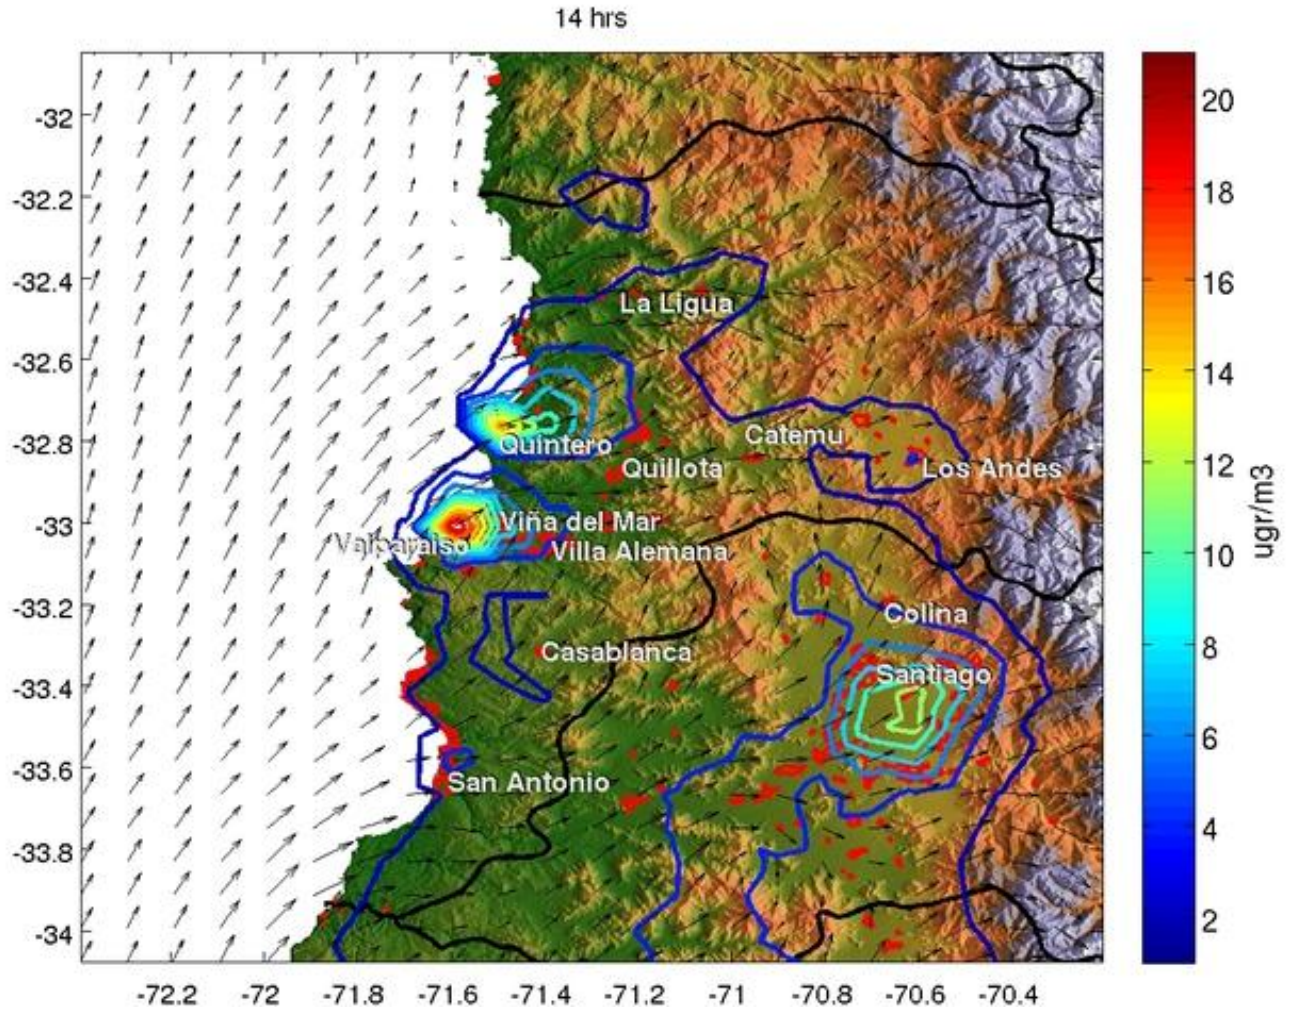 14 hrs
-32
-32.2
-32.4
-32.6
-32.8
-33
-33.2
-33.4
-33.6
-33.8
-34
La Ligua
Quintero
Catemu
Quillota
Los Andes
Viña del Mar
Valparaiso
Villa Alemana
Colina
Casablanca
Santiago
San Antonio
-72.2 -72 -71.8 -71.6 -71.4 -71.2 -71 -70.8 -70.6 -70.4
20
18
16
14
12
10
8
6
4
2
ugr/m3